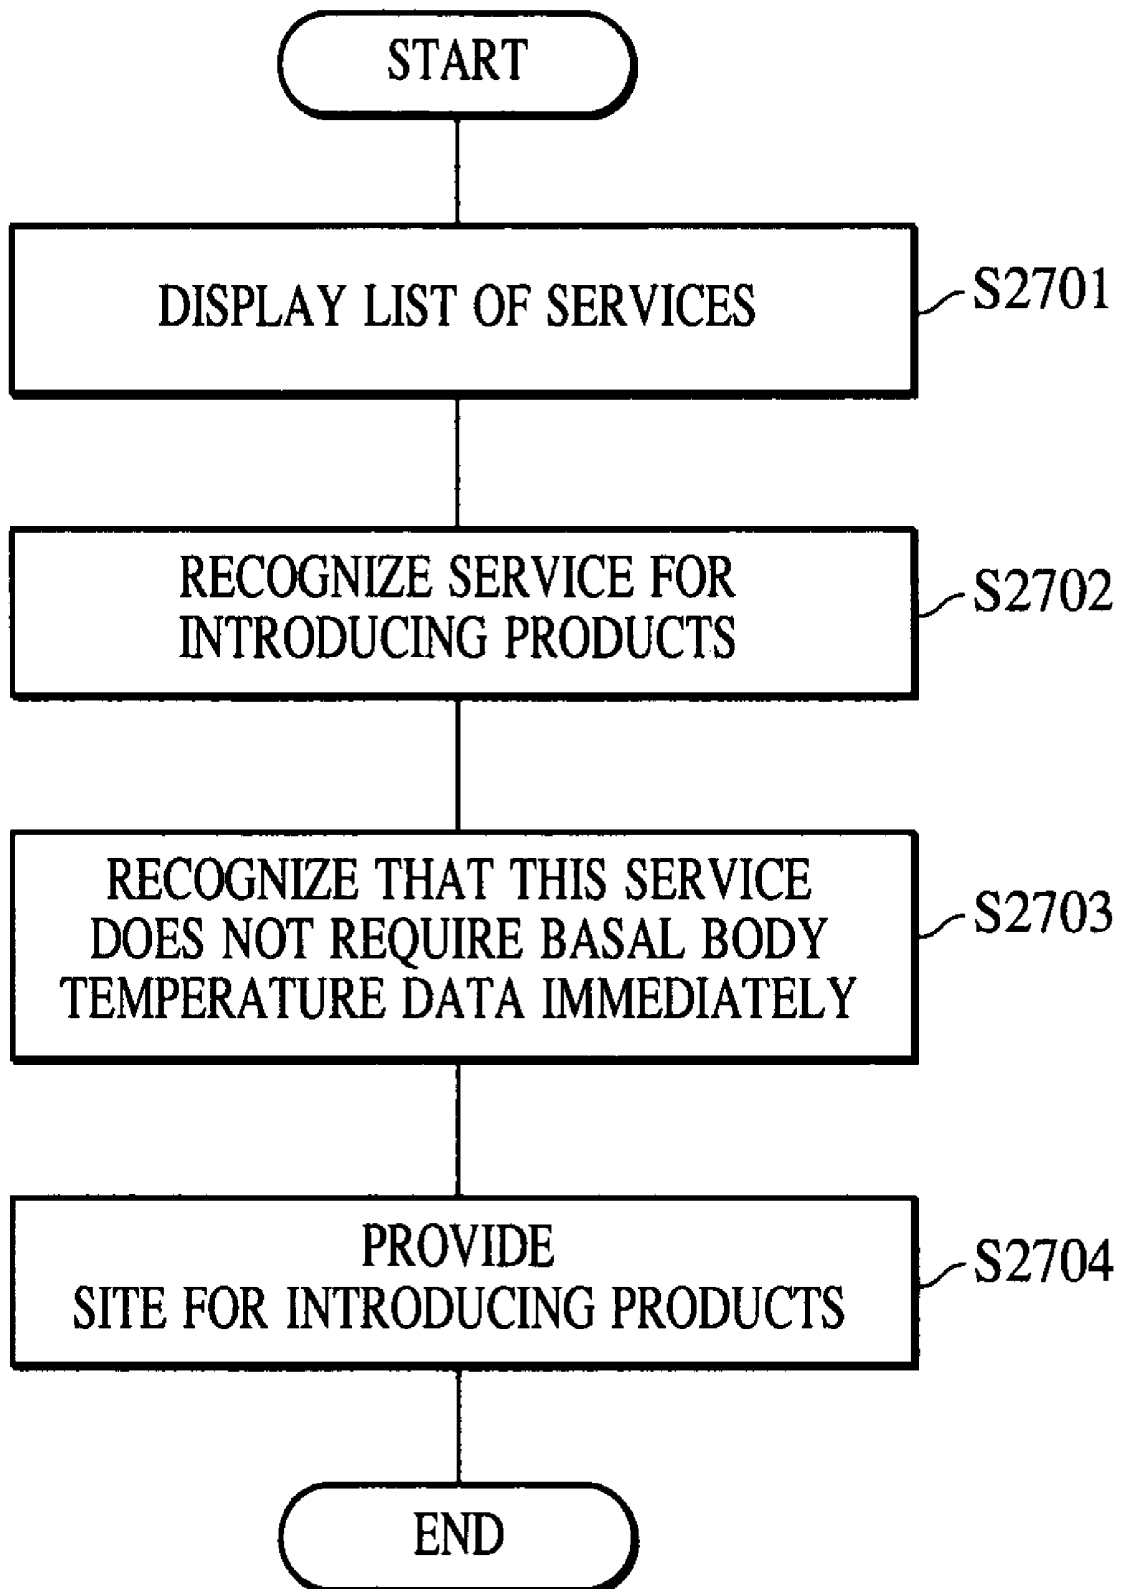 START
DISPLAY LIST OF SERVICES
S2701
RECOGNIZE SERVICE FOR
INTRODUCING PRODUCTS
S2702
RECOGNIZE THAT THIS SERVICE
DOES NOT REQUIRE BASAL BODY
TEMPERATURE DATA IMMEDIATELY
S2703
PROVIDE
SITE FOR INTRODUCING PRODUCTS
S2704
END